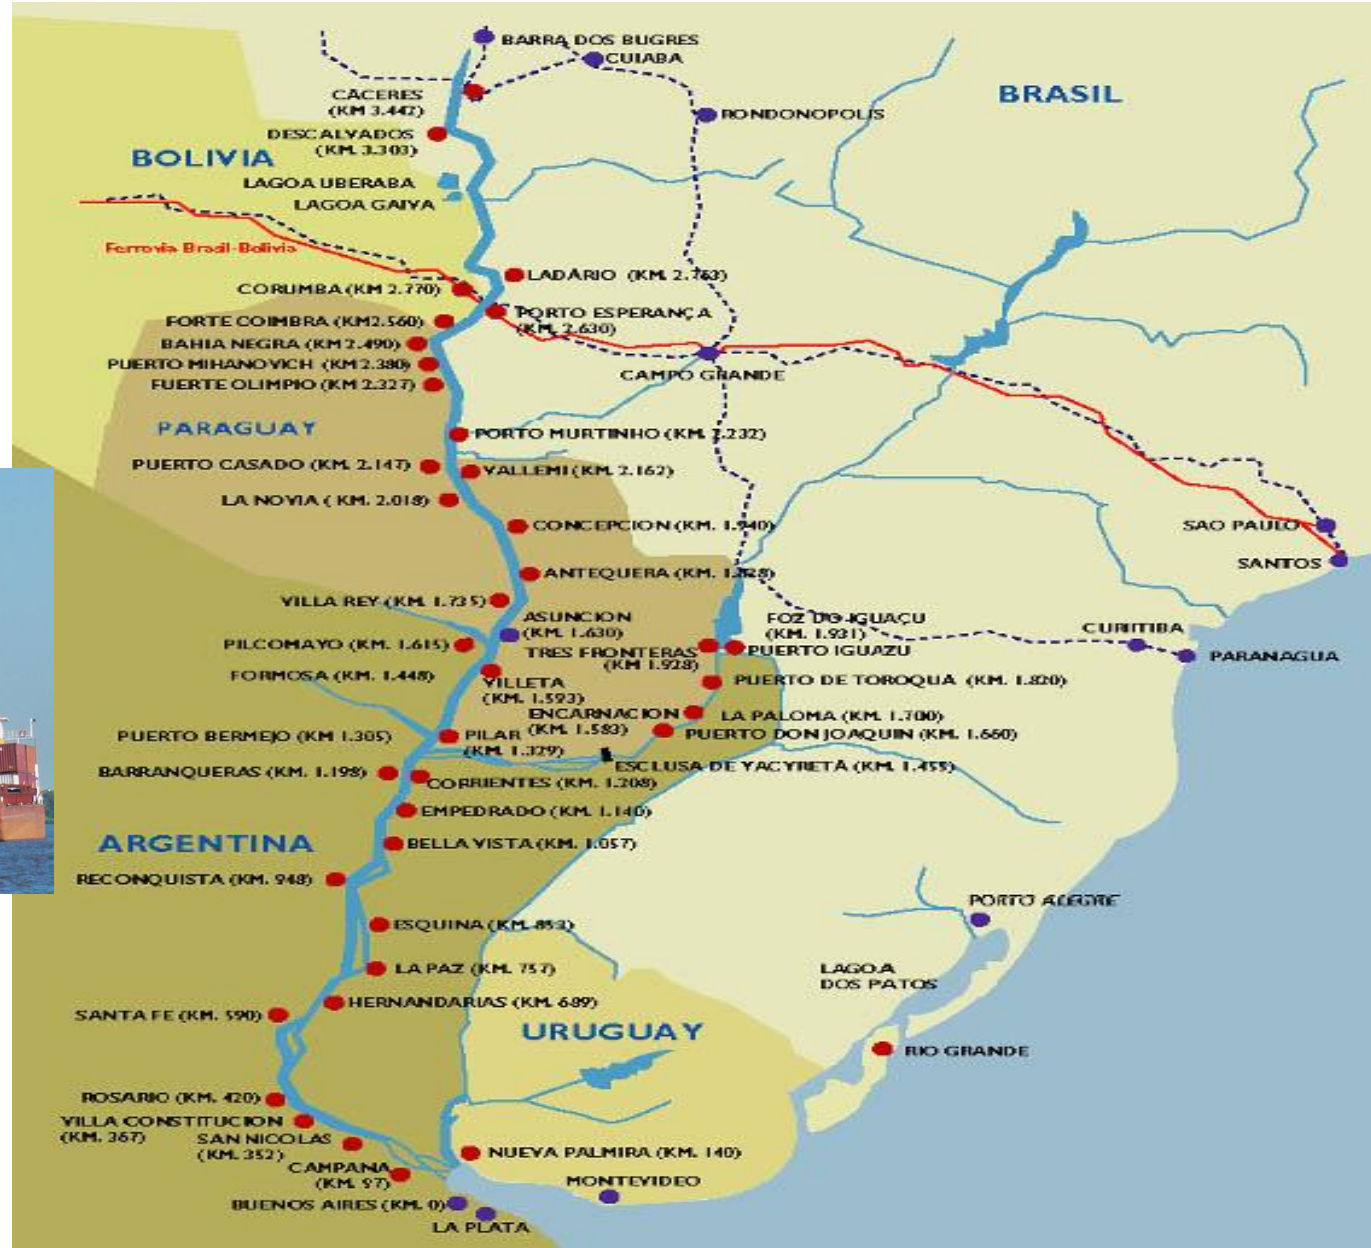 BARRA DOS BUGRES
CUIABA
BRASIL
CÁCERES
(KM 3.442)
RONDONOPOLIS
DESCALVADOS
(KM. 3.303)
BOLIVIA
LAGOA UBERABA
LAGOA GAIVA
Ferrovia Brasil-Bolivia
LADÁRIO (KM. 2.763)
CORUMBA (KM 2.770)
PORTO ESPERANÇA
(KM. 2.630)
FORTE COIMBRA (KM2.560)
BAHIA NEGRA (KM 2.490)
PUERTO MIHANOVICH (KM 2.380)
FUERTE OLIMPIO (KM 2.327)
CAMPO GRANDE
PARAGUAY
PORTO MURTINHO (KM. 2.232)
PUERTO CASADO (KM. 2.147)
VALLEMI (KM. 2.162)
LA NOVIA ( KM. 2.018)
CONCEPCION (KM. 1.940)
SAO PAULO
SANTOS
ANTEQUERA (KM. 1.828)
VILLA REY (KM. 1.735)
ASUNCION
(KM. 1.630)
FOZ DO IGUAÇU
(KM. 1.931)
CURITIBA
PILCOMAYO (KM. 1.615)
TRES FRONTERAS
(KM 1.928)
PUERTO IGUAZU
PARANAGUA
FORMOSA (KM. 1.448)
VILLETA
(KM. 1.593)
PUERTO DE TOROQUA (KM. 1.820)
ENCARNACION
(KM. 1.583)
LA PALOMA (KM. 1.700)
PUERTO BERMEJO (KM 1.305)
PILAR
(KM. 1.329)
PUERTO DON JOAQUIN (KM. 1.660)
BARRANQUERAS (KM. 1.198)
ESCLUSA DE YACYRETÁ (KM. 1.455)
CORRIENTES (KM. 1.208)
EMPEDRADO (KM. 1.140)
ARGENTINA
BELLA VISTA (KM. 1.057)
RECONQUISTA (KM. 948)
PORTO ALEGRE
ESQUINA (KM. 853)
LA PAZ (KM. 757)
LAGOA
DOS PATOS
HERNANDARIAS (KM. 689)
SANTA FE (KM. 590)
URUGUAY
RIO GRANDE
ROSARIO (KM. 420)
VILLA CONSTITUCION
(KM. 367)
SAN NICOLAS
(KM. 352)
NUEVA PALMIRA (KM. 140)
CAMPANA
(KM. 97)
MONTEVIDEO
BUENOS AIRES (KM. 0)
LA PLATA